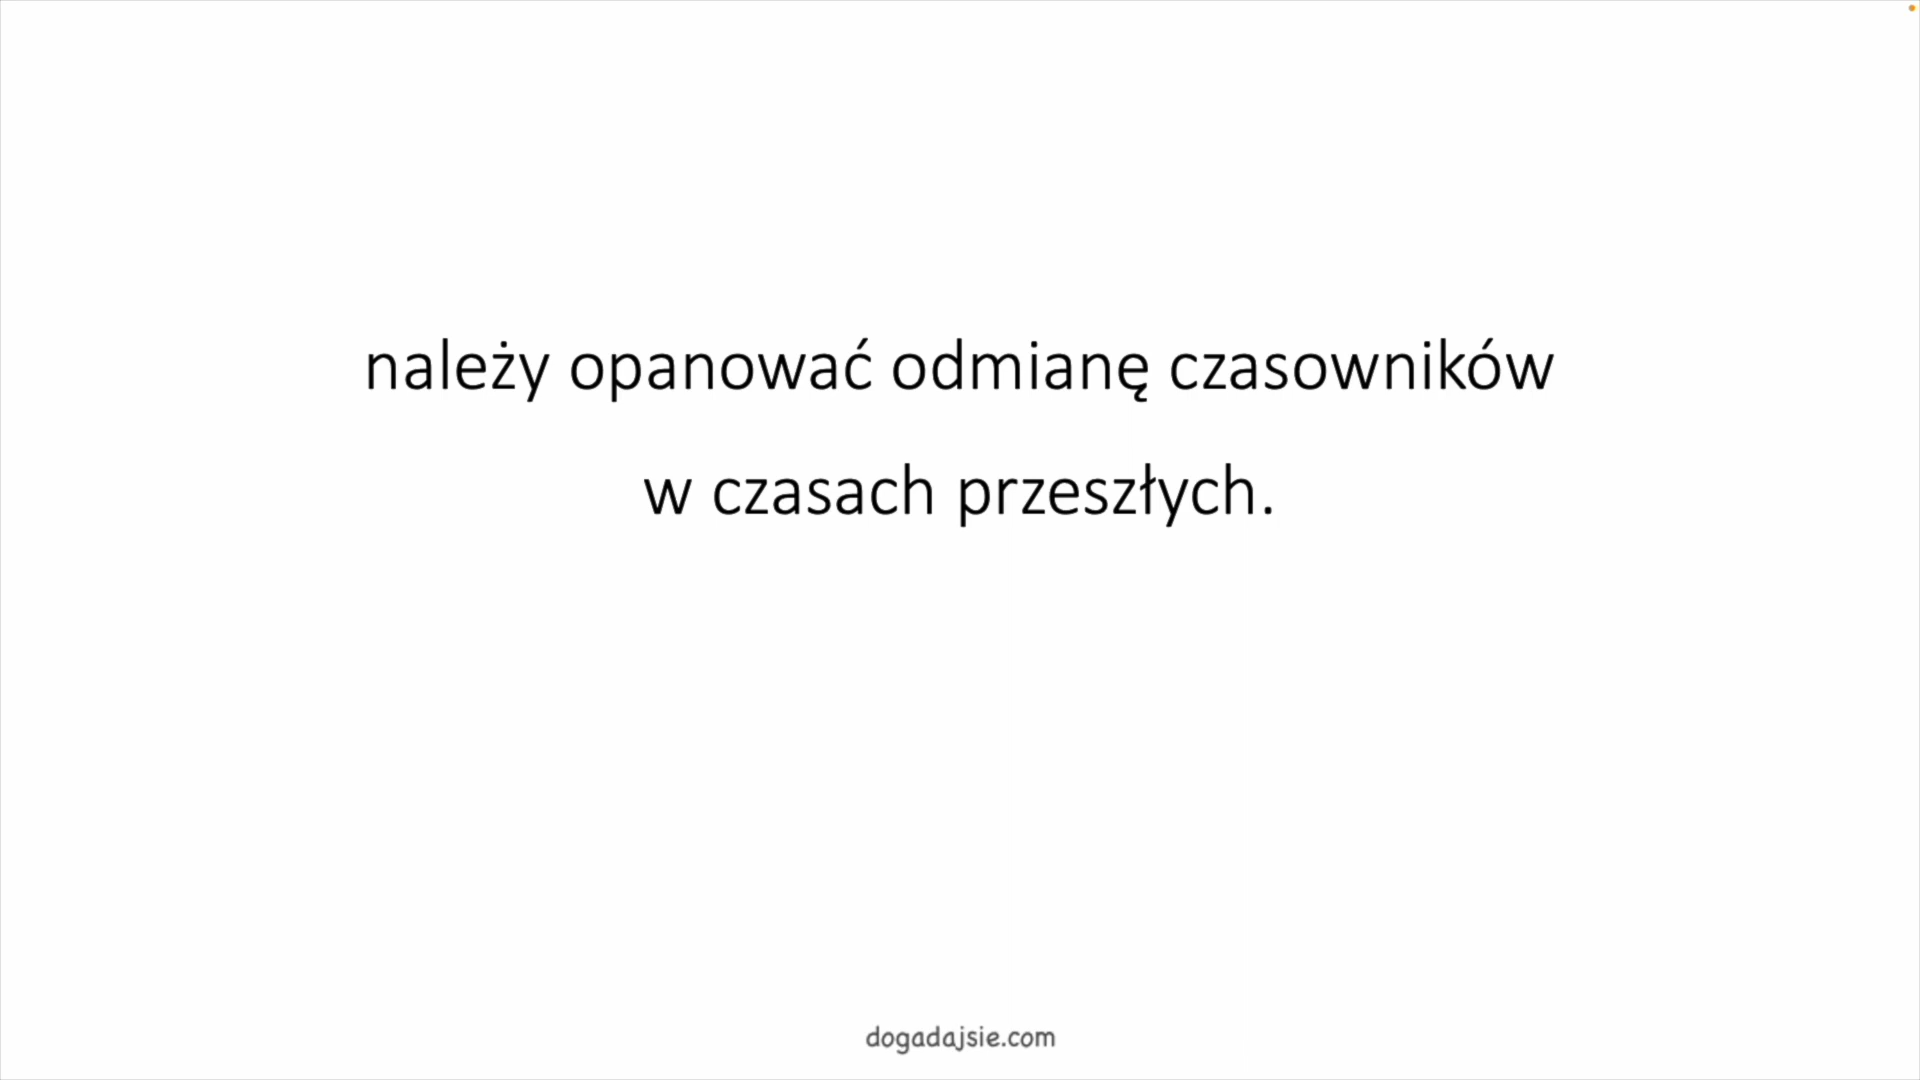 należy opanować odmianę czasowników
w czasach przeszłych.
dogadajsie.com